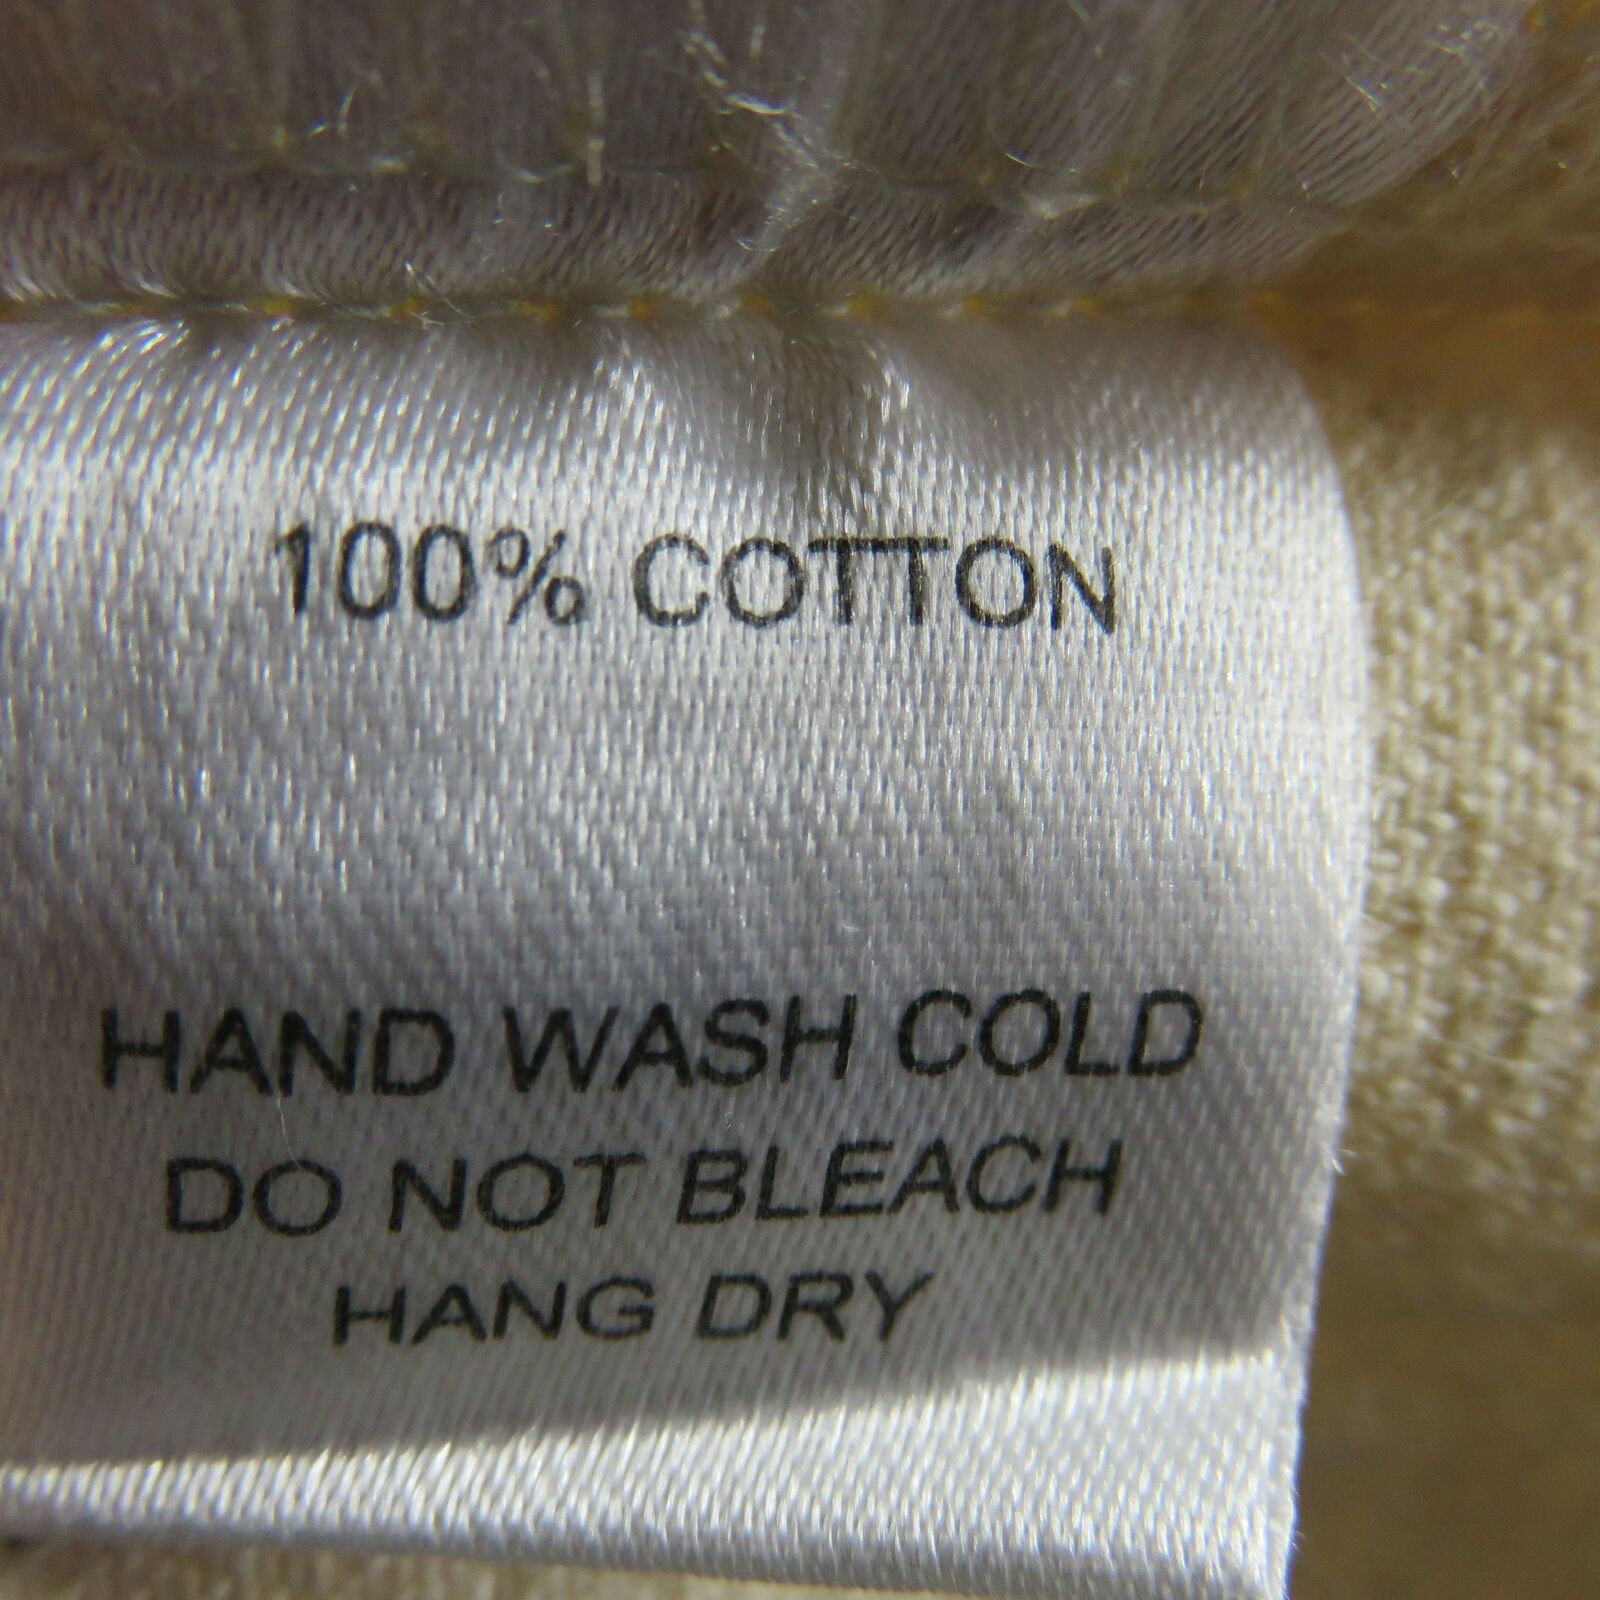 100% COTTON
HAND WASH COLD
DO NOT BLEACH
HANG DRY